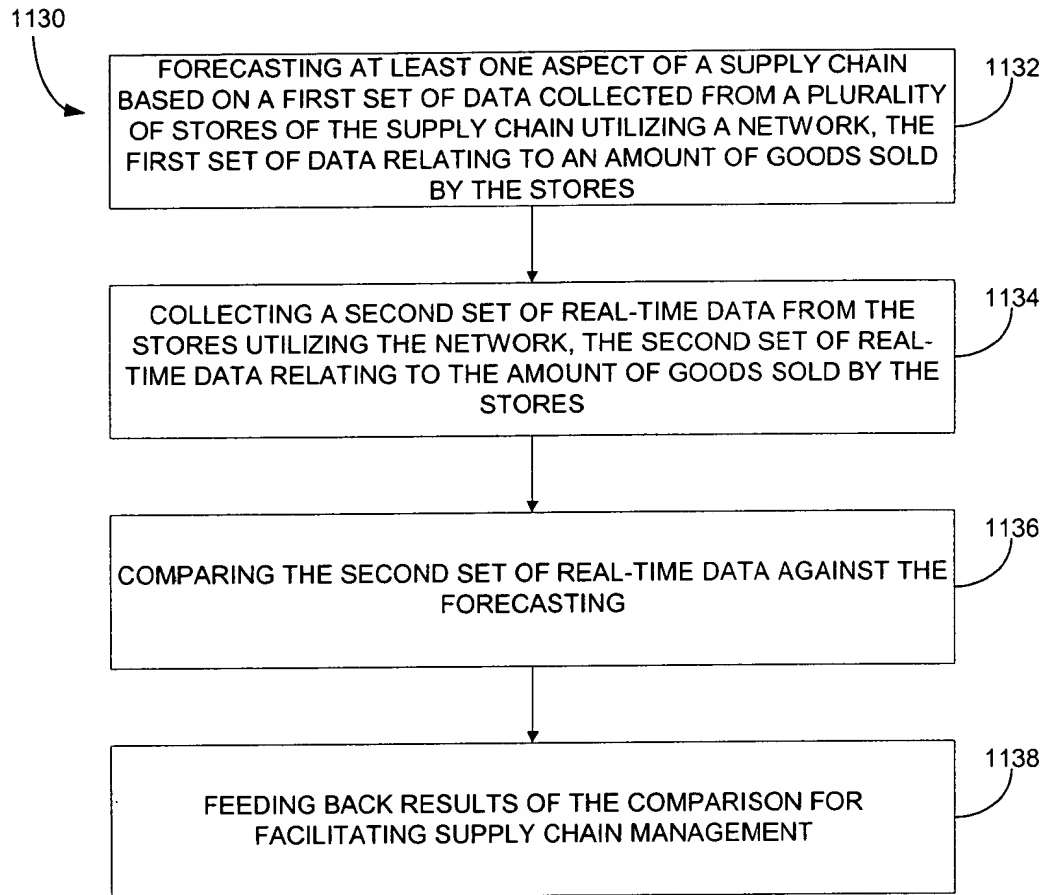 1130
FORECASTING AT LEAST ONE ASPECT OF A SUPPLY CHAIN
BASED ON A FIRST SET OF DATA COLLECTED FROM A PLURALITY
OF STORES OF THE SUPPLY CHAIN UTILIZING A NETWORK, THE
FIRST SET OF DATA RELATING TO AN AMOUNT OF GOODS SOLD
BY THE STORES
1132
COLLECTING A SECOND SET OF REAL-TIME DATA FROM THE
STORES UTILIZING THE NETWORK, THE SECOND SET OF REAL-
TIME DATA RELATING TO THE AMOUNT OF GOODS SOLD BY THE
STORES
1134
COMPARING THE SECOND SET OF REAL-TIME DATA AGAINST THE
FORECASTING
1136
FEEDING BACK RESULTS OF THE COMPARISON FOR
FACILITATING SUPPLY CHAIN MANAGEMENT
1138